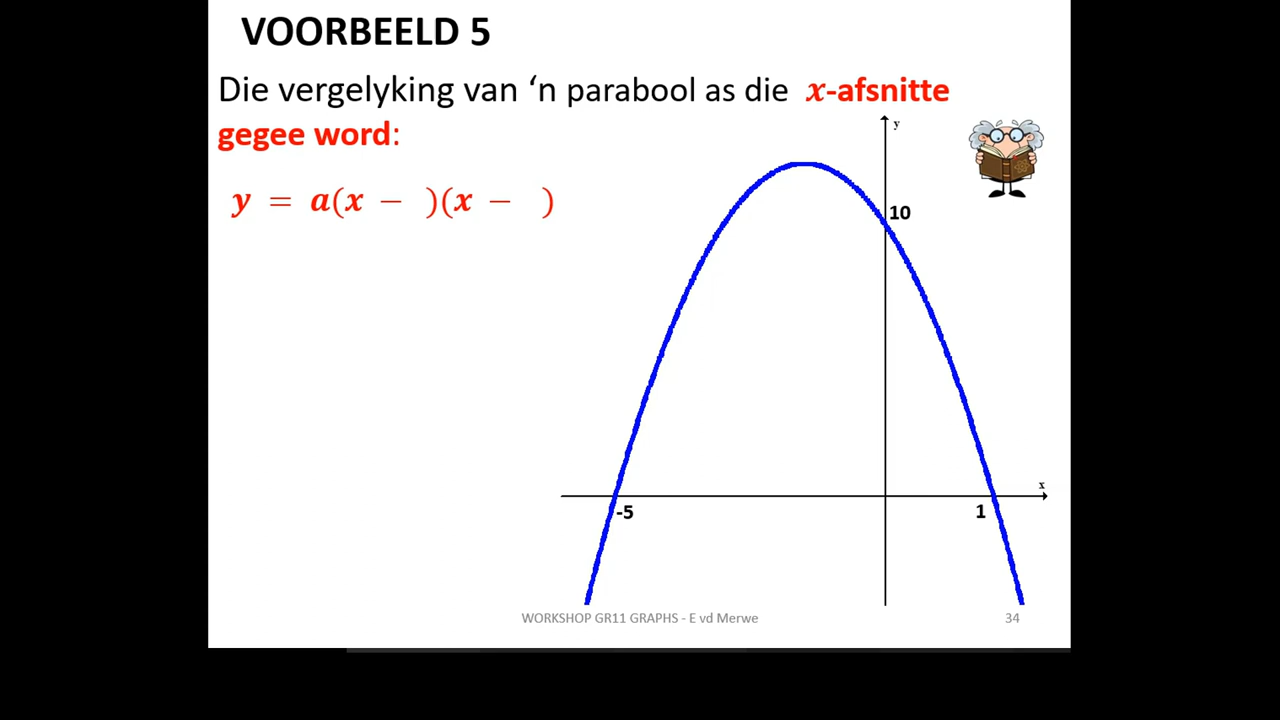 VOORBEELD 5
Die vergelyking van ‘n parabool as die x-afsnitte
gegee word:
y = a(x − )(x − )
y
10
x
-5
1
WORKSHOP GR11 GRAPHS - E vd Merwe
34